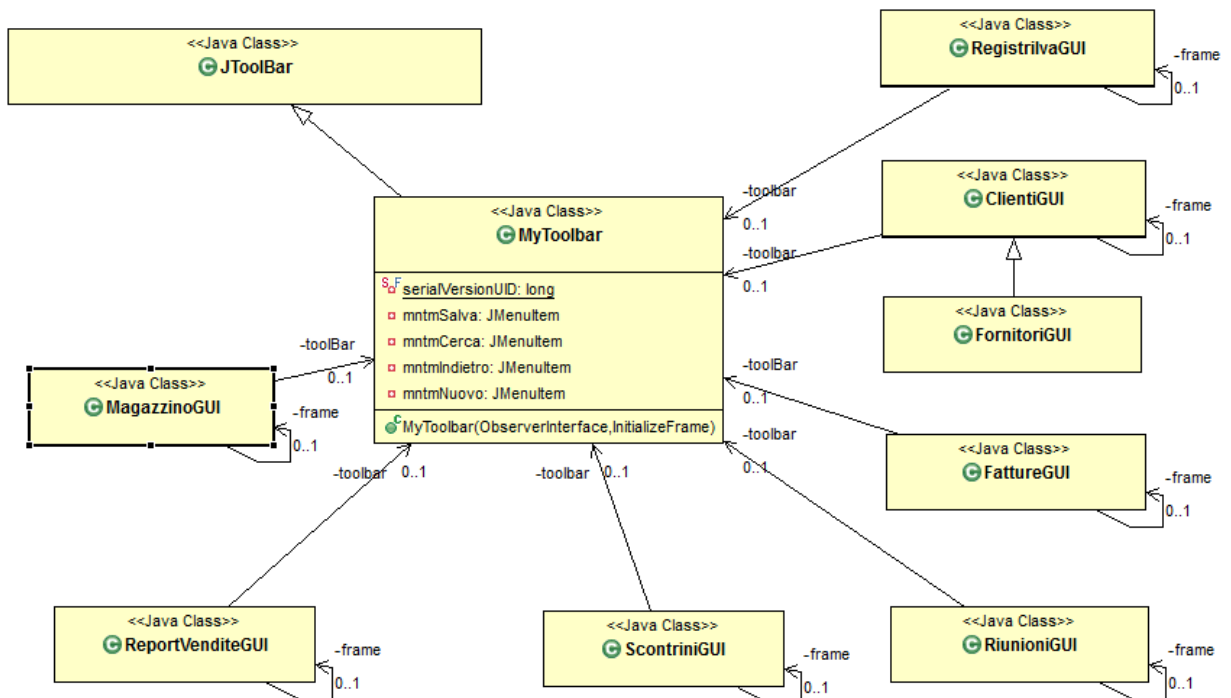 <<Java Class>>
JToolBar
<<Java Class>>
RegistriIvaGUI
-frame
0..1
<<Java Class>>
ClientiGUI
-frame
0..1
-toolbar
0..1
-toolbar
0..1
<<Java Class>>
MyToolbar
S F serialVersionUID: long
mntmSalva: JMenuItem
mntmCerca: JMenuItem
mntmIndietro: JMenuItem
mntmNuovo: JMenuItem
C MyToolbar(ObserverInterface,InitializeFrame)
<<Java Class>>
FornitoriGUI
-toolBar
0..1
<<Java Class>>
MagazzinoGUI
-frame
0..1
-toolBar
0..1
-toolbar
0..1
<<Java Class>>
FattureGUI
-frame
0..1
-toolbar 0..1
-toolbar 0..1
<<Java Class>>
ReportVenditeGUI
-frame
0..1
<<Java Class>>
ScontriniGUI
-frame
0..1
<<Java Class>>
RiunioniGUI
-frame
0..1